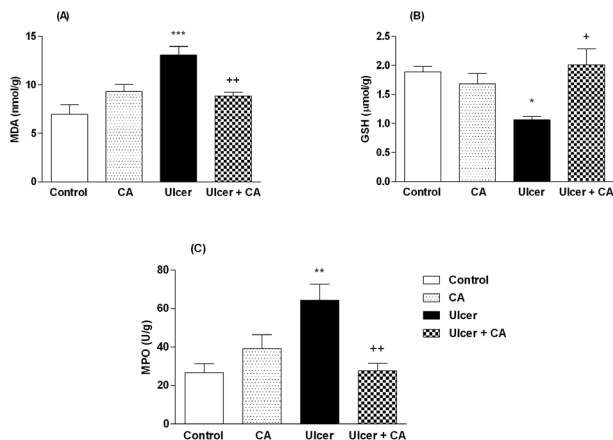 (A)
MDA (nmol/g)
15
10
5
0
***
++
Control CA Ulcer Ulcer + CA
(B)
GSH (µmol/g)
2.5
2.0
1.5
1.0
0.5
0.0
*
+
Control CA Ulcer Ulcer + CA
(C)
MPO (U/g)
80
60
40
20
0
**
++
Control CA Ulcer Ulcer + CA
Control
CA
Ulcer
Ulcer + CA